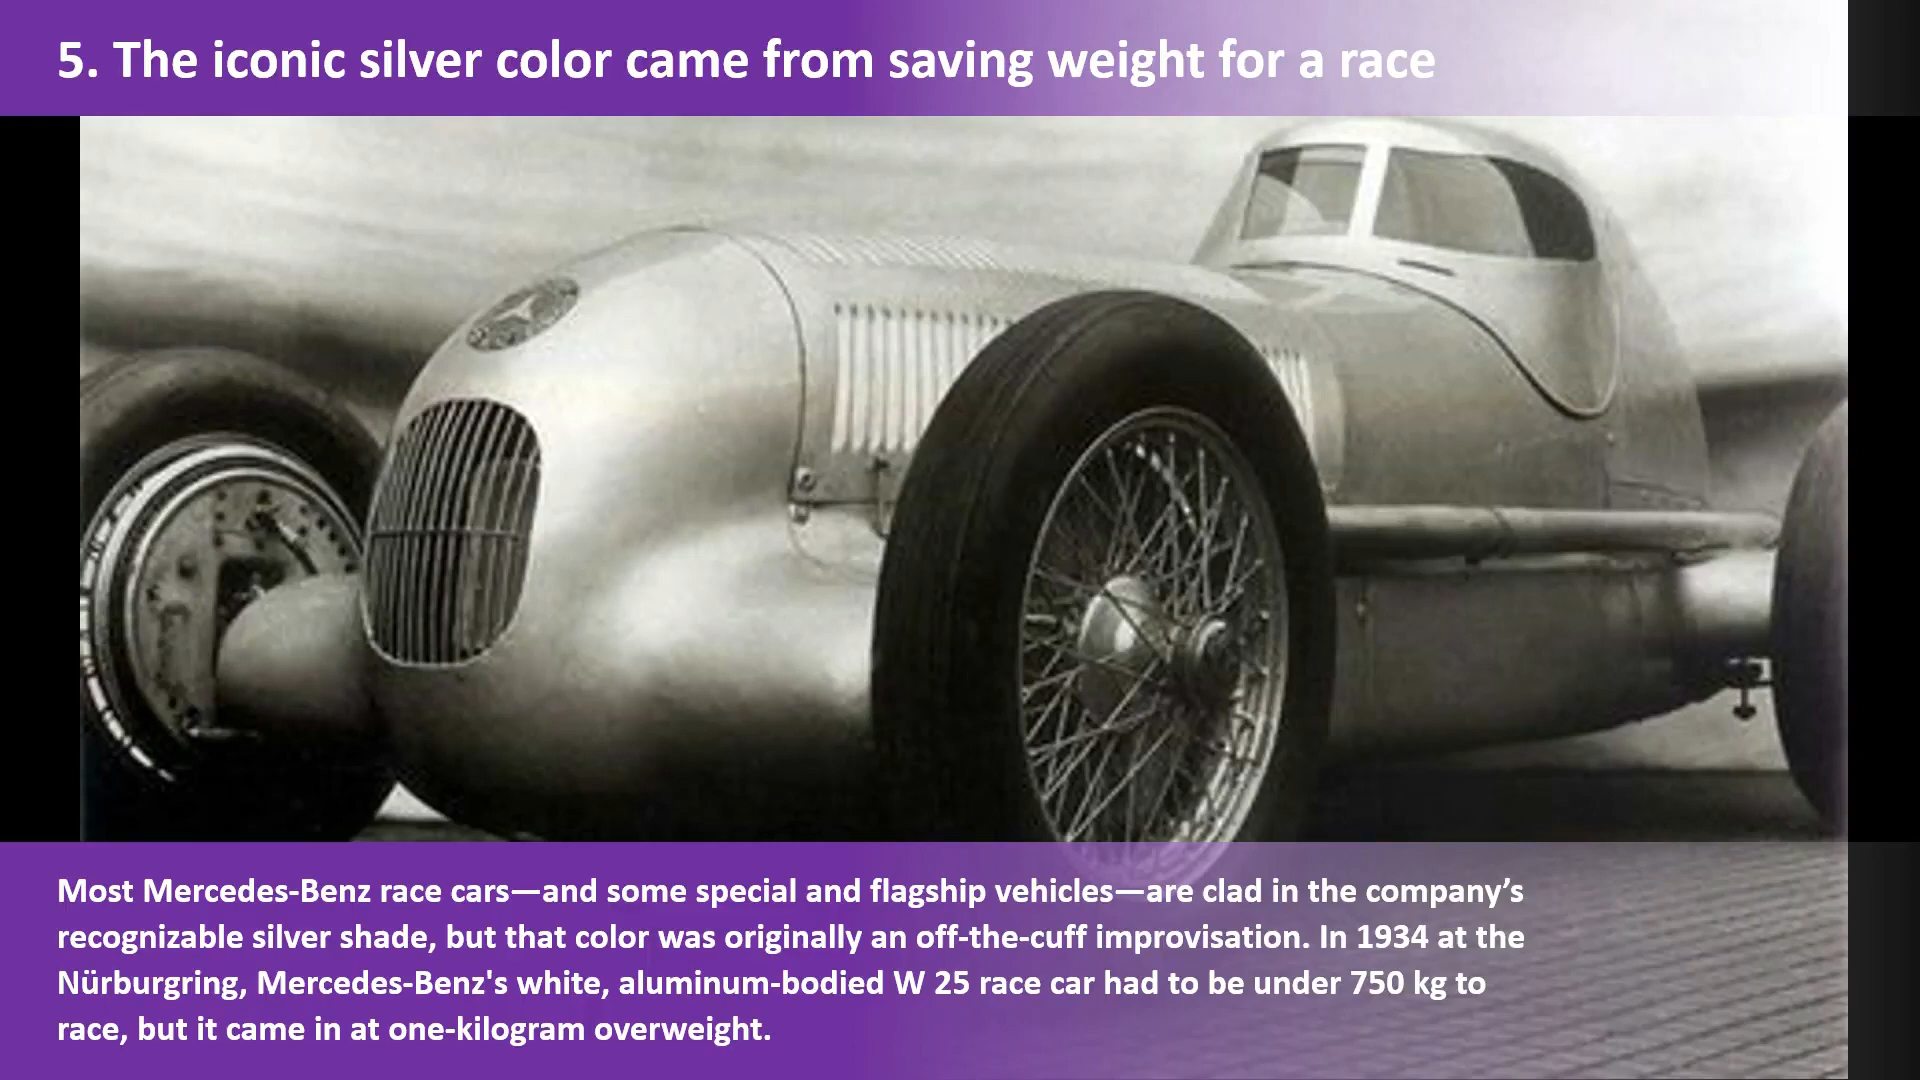 5. The iconic silver color came from saving weight for a race
Most Mercedes-Benz race cars—and some special and flagship vehicles—are clad in the company’s
recognizable silver shade, but that color was originally an off-the-cuff improvisation. In 1934 at the
Nürburgring, Mercedes-Benz's white, aluminum-bodied W 25 race car had to be under 750 kg to
race, but it came in at one-kilogram overweight.